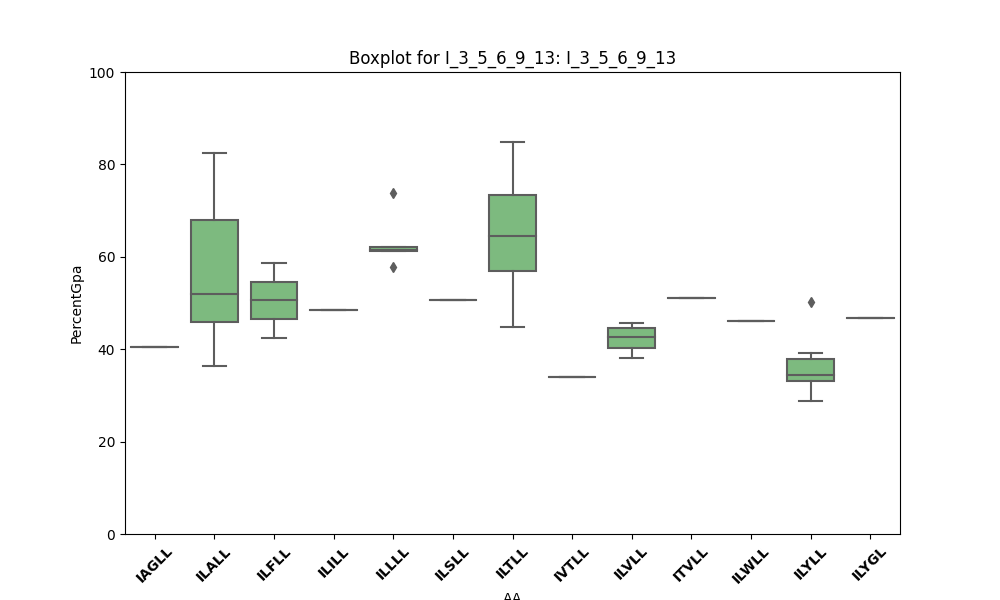 Boxplot for I_3_5_6_9_13: I_3_5_6_9_13
100
80
60
40
20
0
PercentGpa
IAGLL
ILALL
ILFLL
ILILL
ILLLL
ILSLL
ILTLL
IVTLL
ILVLL
ITVLL
ILWLL
ILYLL
ILYGL
AA